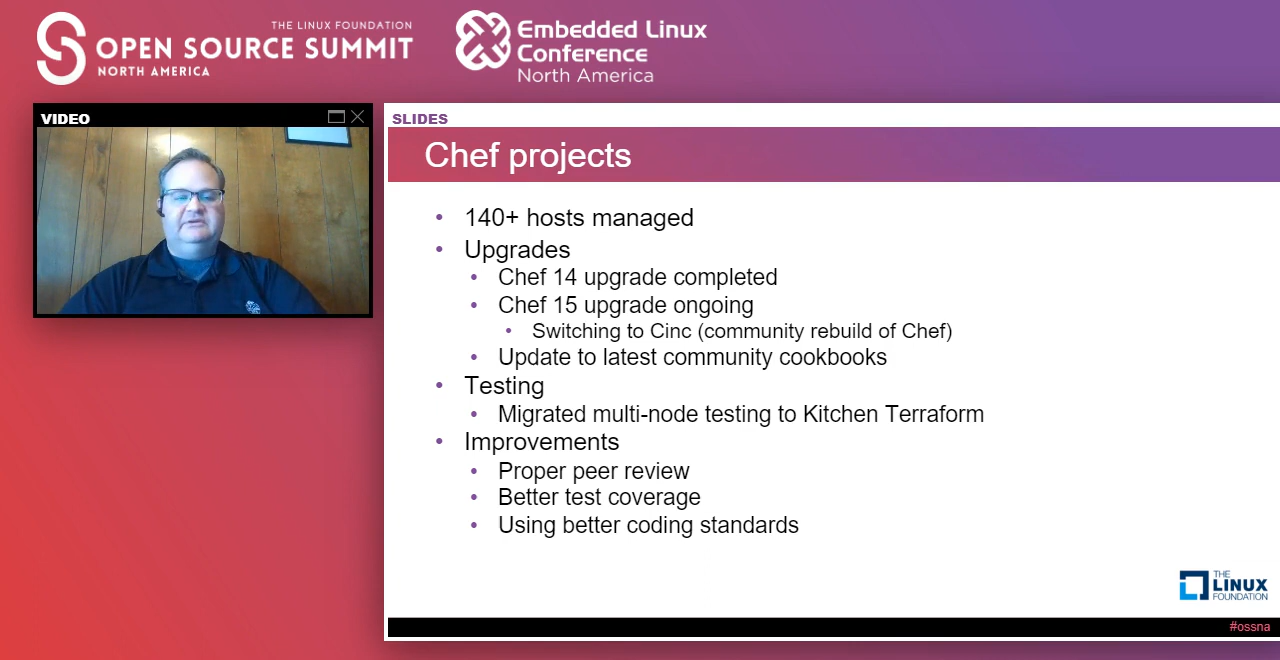 THE LINUX FOUNDATION
OPEN SOURCE SUMMIT
NORTH AMERICA
Embedded Linux
Conference
North America
VIDEO
SLIDES
Chef projects
• 140+ hosts managed
• Upgrades
• Chef 14 upgrade completed
• Chef 15 upgrade ongoing
• Switching to Cinc (community rebuild of Chef)
• Update to latest community cookbooks
• Testing
• Migrated multi-node testing to Kitchen Terraform
• Improvements
• Proper peer review
• Better test coverage
• Using better coding standards
THE
LINUX
FOUNDATION
#ossna